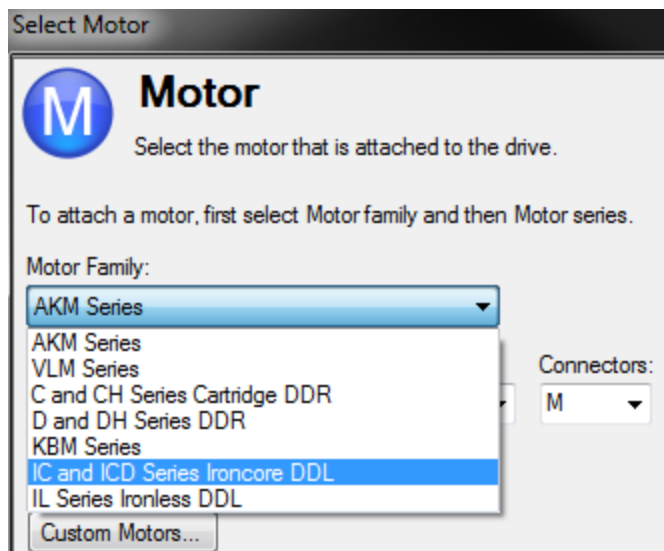 Select Motor
M
Motor
Select the motor that is attached to the drive.
To attach a motor, first select Motor family and then Motor series.
Motor Family:
AKM Series
AKM Series
VLM Series
C and CH Series Cartridge DDR
Connectors:
D and DH Series DDR
M
KBM Series
IC and ICD Series Ironcore DDL
IL Series Ironless DDL
Custom Motors...